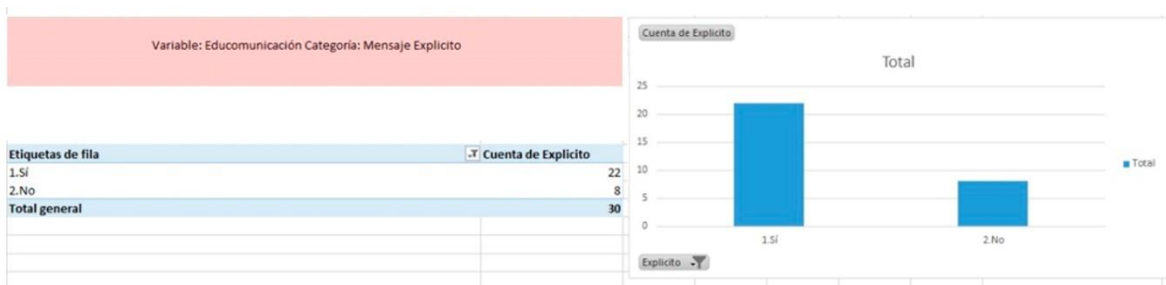 Variable: Educomunicación Categoría: Mensaje Explicito
Etiquetas de fila Cuenta de Explicito
1.Sí 22
2.No 8
Total general 30
Cuenta de Explicito
Total
25
20
15
10
5
0
1.Sí 2.No
Total
Explicito